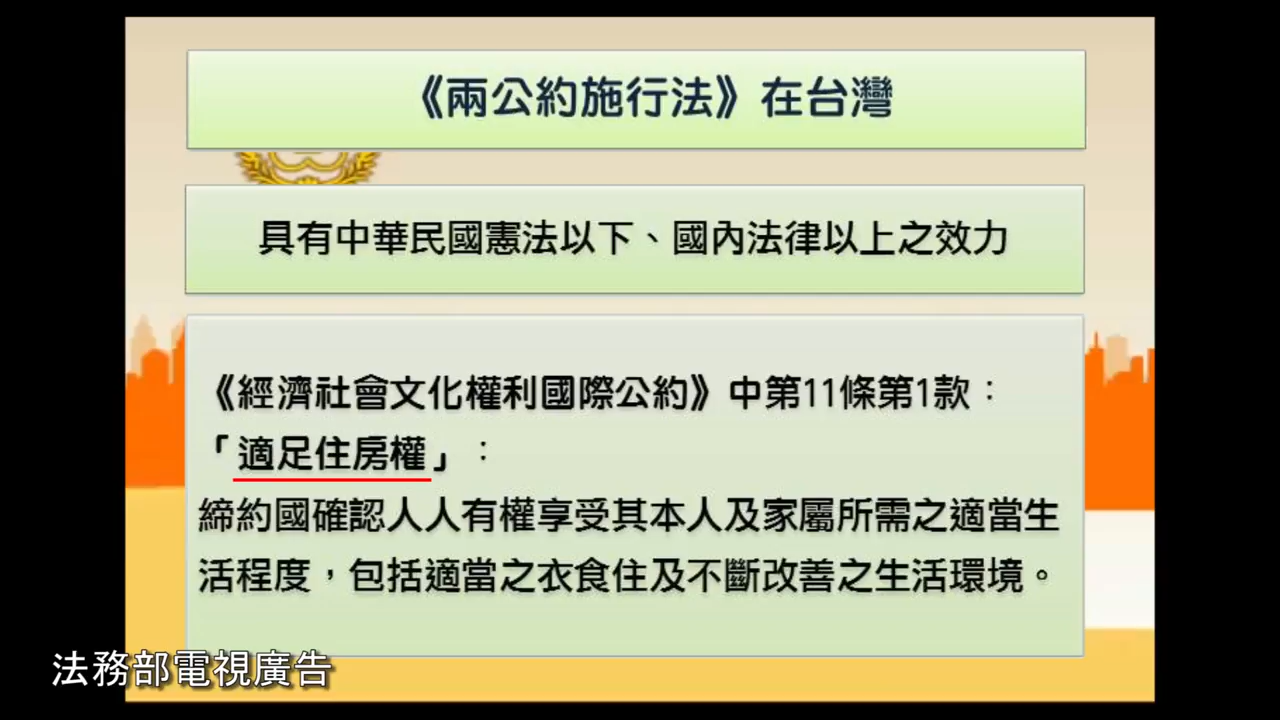 《兩公約施行法》在台灣
具有中華民國憲法以下、國內法律以上之效力
《經濟社會文化權利國際公約》中第11條第1款：
「適足住房權」：
締約國確認人人有權享受其本人及家屬所需之適當生
活程度，包括適當之衣食住及不斷改善之生活環境。
法務部電視廣告